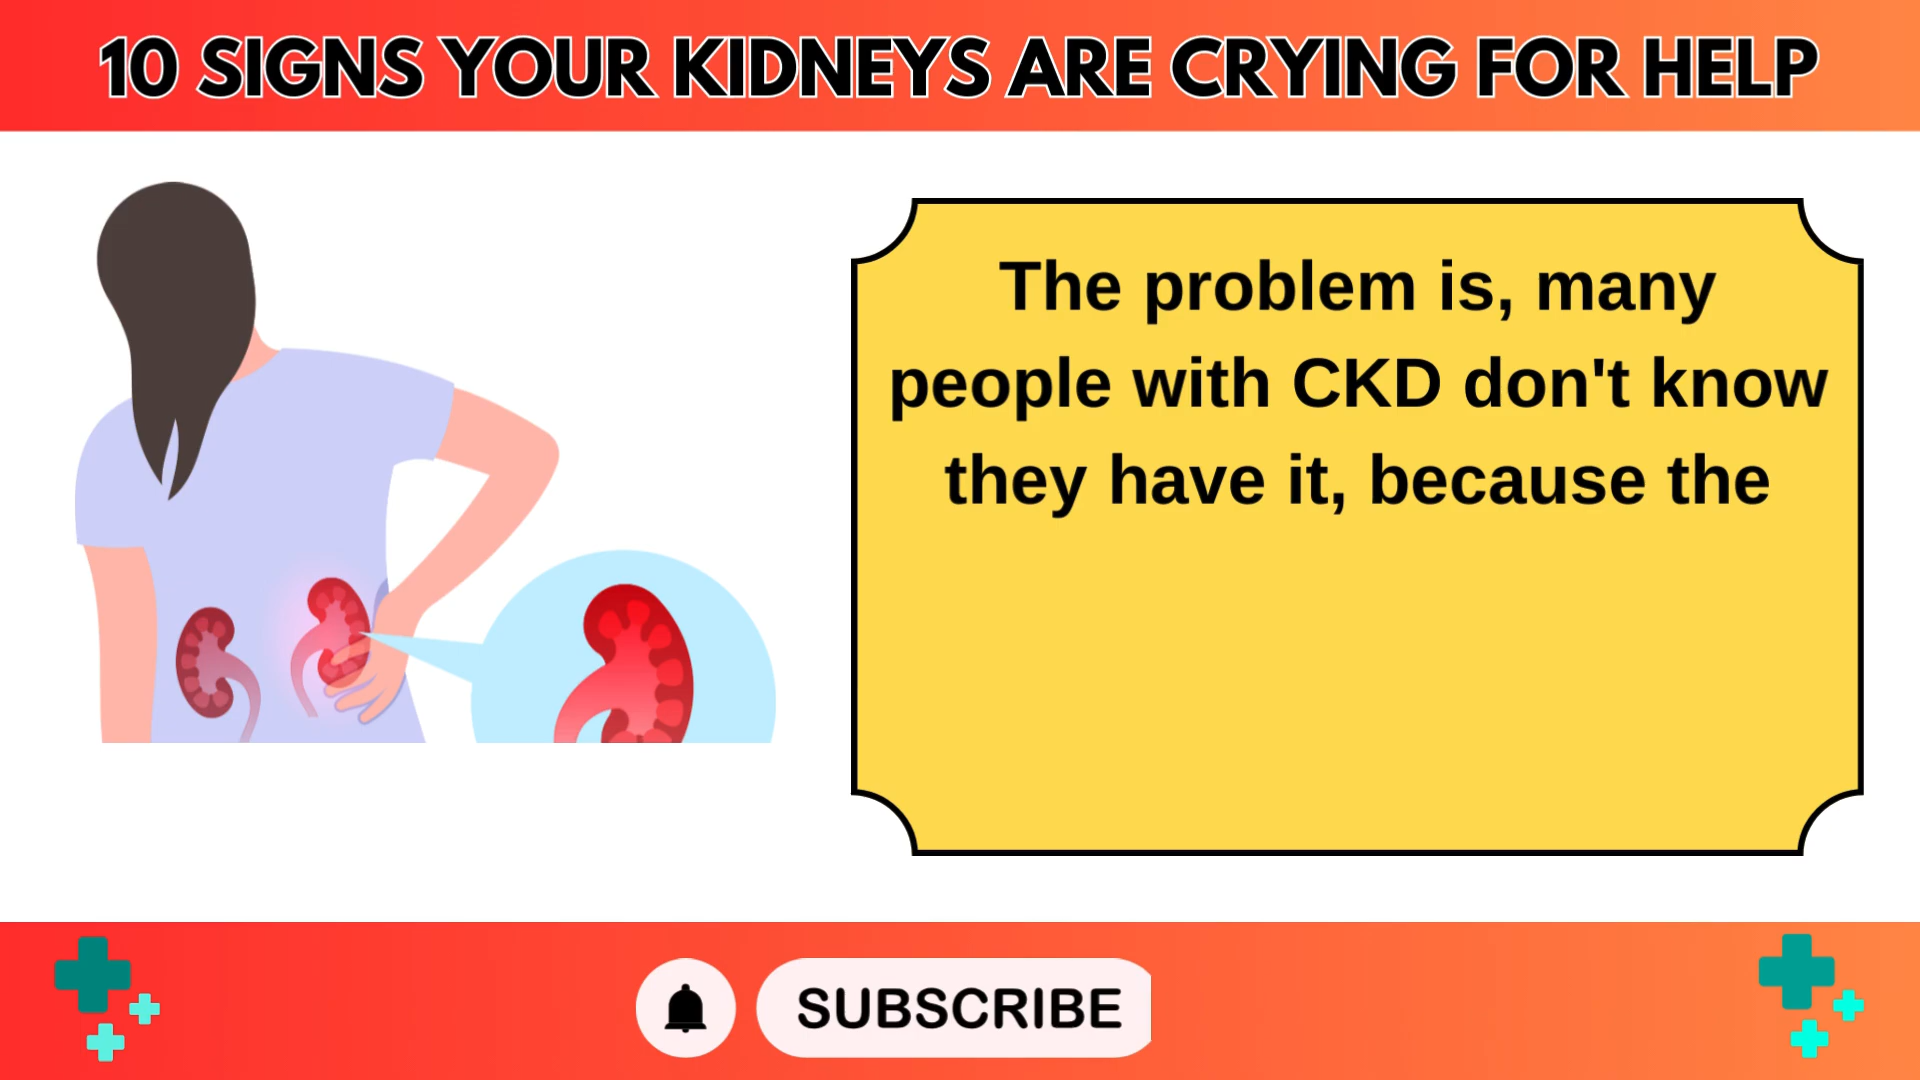 10 SIGNS YOUR KIDNEYS ARE CRYING FOR HELP
The problem is, many
people with CKD don't know
they have it, because the
SUBSCRIBE